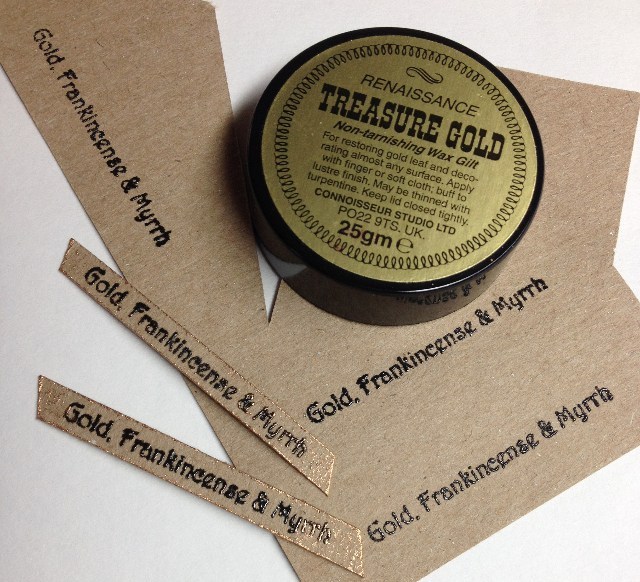 Gold, Frankincense & Myrrh
RENAISSANCE
TREASURE GOLD
Non-tarnishing Wax Gilt
For restoring gold leaf and deco-
rating almost any surface. Apply
with finger or soft cloth; buff to
lustre finish. May be thinned with
turpentine. Keep lid closed tightly.
CONNOISSEUR STUDIO LTD
PO22 9TS. UK.
25gm ℮
Gold, Frankincense & Myrrh
Gold, Frankincense & Myrrh
Gold, Frankincense & Myrrh
Gold, Frankincense & Myrrh